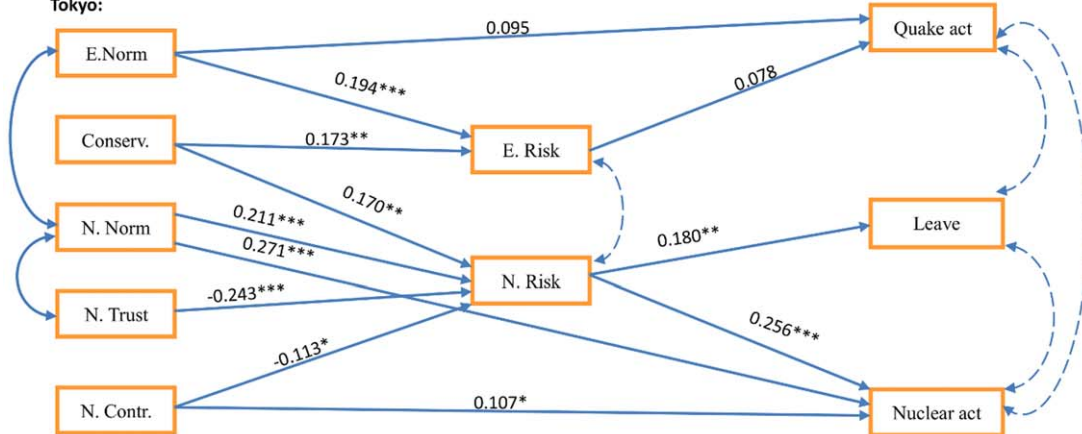 Tokyo:
E.Norm
0.095
Quake act
0.194***
0.078
Conserv.
0.173**
E. Risk
0.170**
N. Norm
0.211***
0.271***
0.180**
Leave
N. Risk
-0.243***
N. Trust
0.256***
-0.113*
N. Contr.
0.107*
Nuclear act